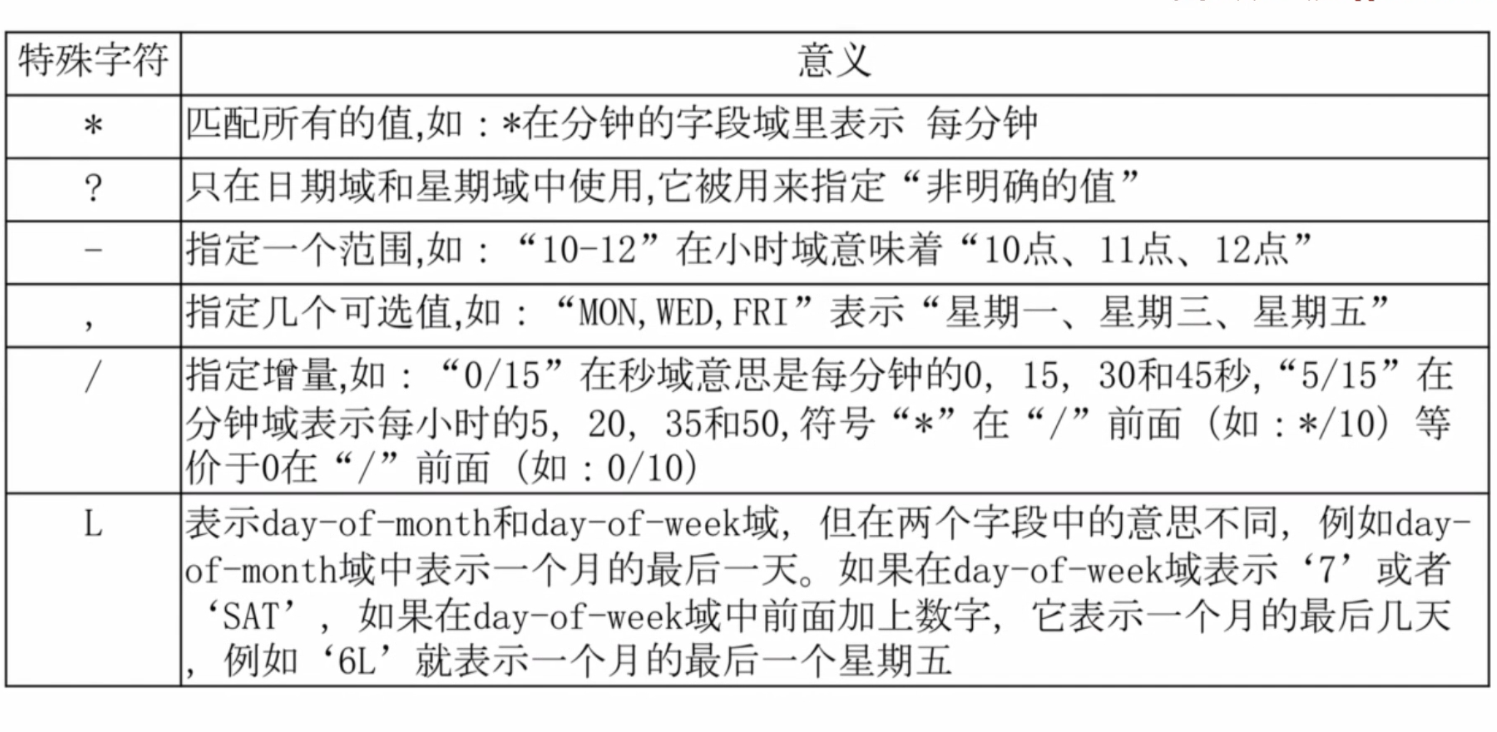 特殊字符 意义
* 匹配所有的值,如：*在分钟的字段域里表示 每分钟
? 只在日期域和星期域中使用,它被用来指定“非明确的值”
- 指定一个范围,如：“10-12”在小时域意味着“10点、11点、12点”
, 指定几个可选值,如：“MON,WED,FRI”表示“星期一、星期三、星期五”
/ 指定增量,如：“0/15”在秒域意思是每分钟的0, 15, 30和45秒,“5/15”在
分钟域表示每小时的5, 20, 35和50,符号“*”在“/”前面（如：*/10）等
价于0在“/”前面（如：0/10）
L 表示day-of-month和day-of-week域, 但在两个字段中的意思不同, 例如day-
of-month域中表示一个月的最后一天。如果在day-of-week域表示‘7’或者
‘SAT’, 如果在day-of-week域中前面加上数字, 它表示一个月的最后几天
, 例如‘6L’就表示一个月的最后一个星期五